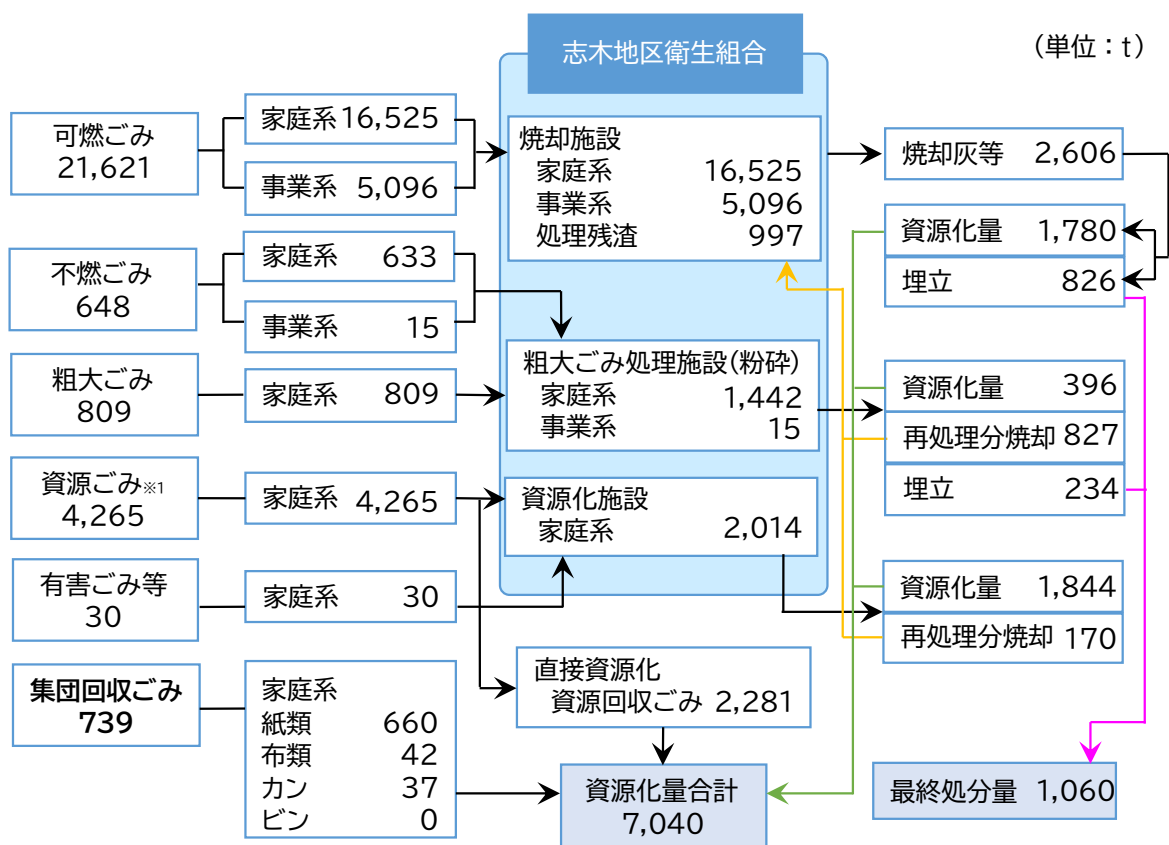 志木地区衛生組合
（単位：t）
可燃ごみ
21,621
家庭系 16,525
事業系 5,096
焼却施設
家庭系 16,525
事業系 5,096
処理残渣 997
焼却灰等 2,606
資源化量 1,780
埋立 826
不燃ごみ
648
家庭系 633
事業系 15
粗大ごみ
809
家庭系 809
粗大ごみ処理施設(粉砕)
家庭系 1,442
事業系 15
資源化量 396
再処理分焼却 827
埋立 234
資源ごみ※1
4,265
家庭系 4,265
資源化施設
家庭系 2,014
有害ごみ等
30
家庭系 30
資源化量 1,844
再処理分焼却 170
集団回収ごみ
739
家庭系
紙類 660
布類 42
カン 37
ビン 0
直接資源化
資源回収ごみ 2,281
資源化量合計
7,040
最終処分量 1,060